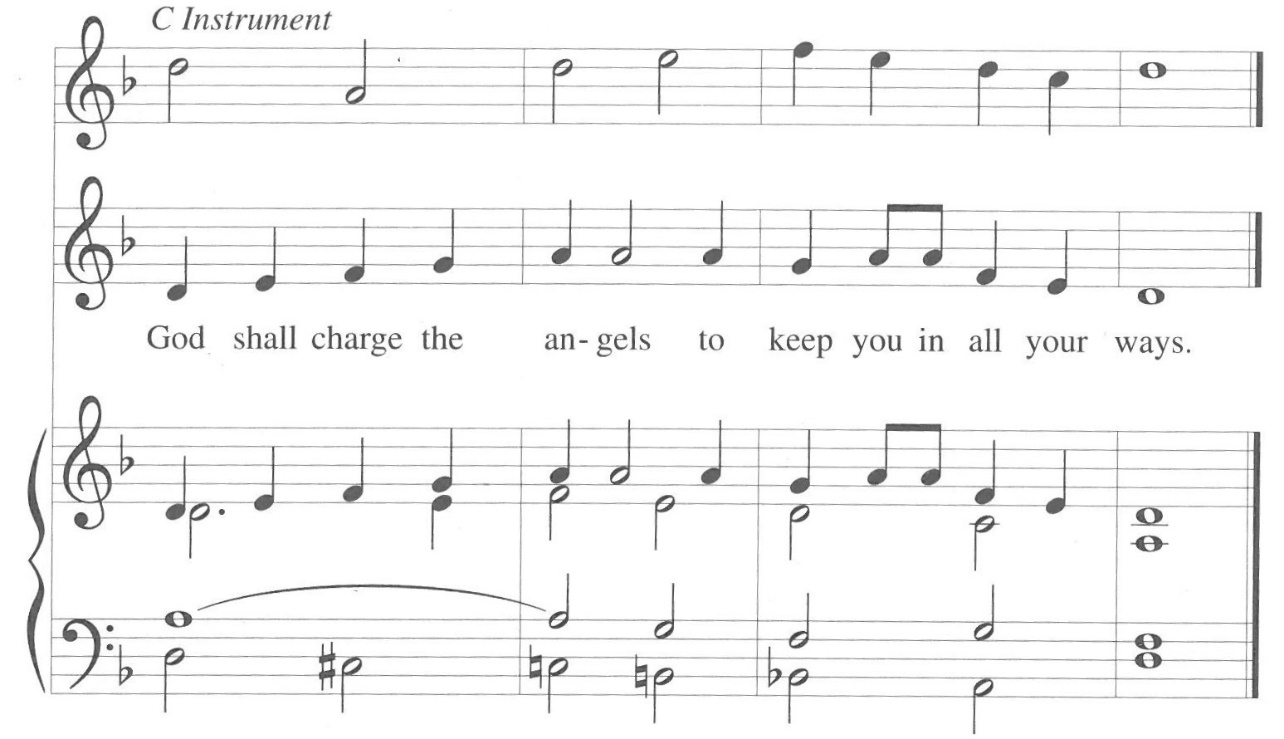 C Instrument
God shall charge the an- gels to keep you in all your ways.